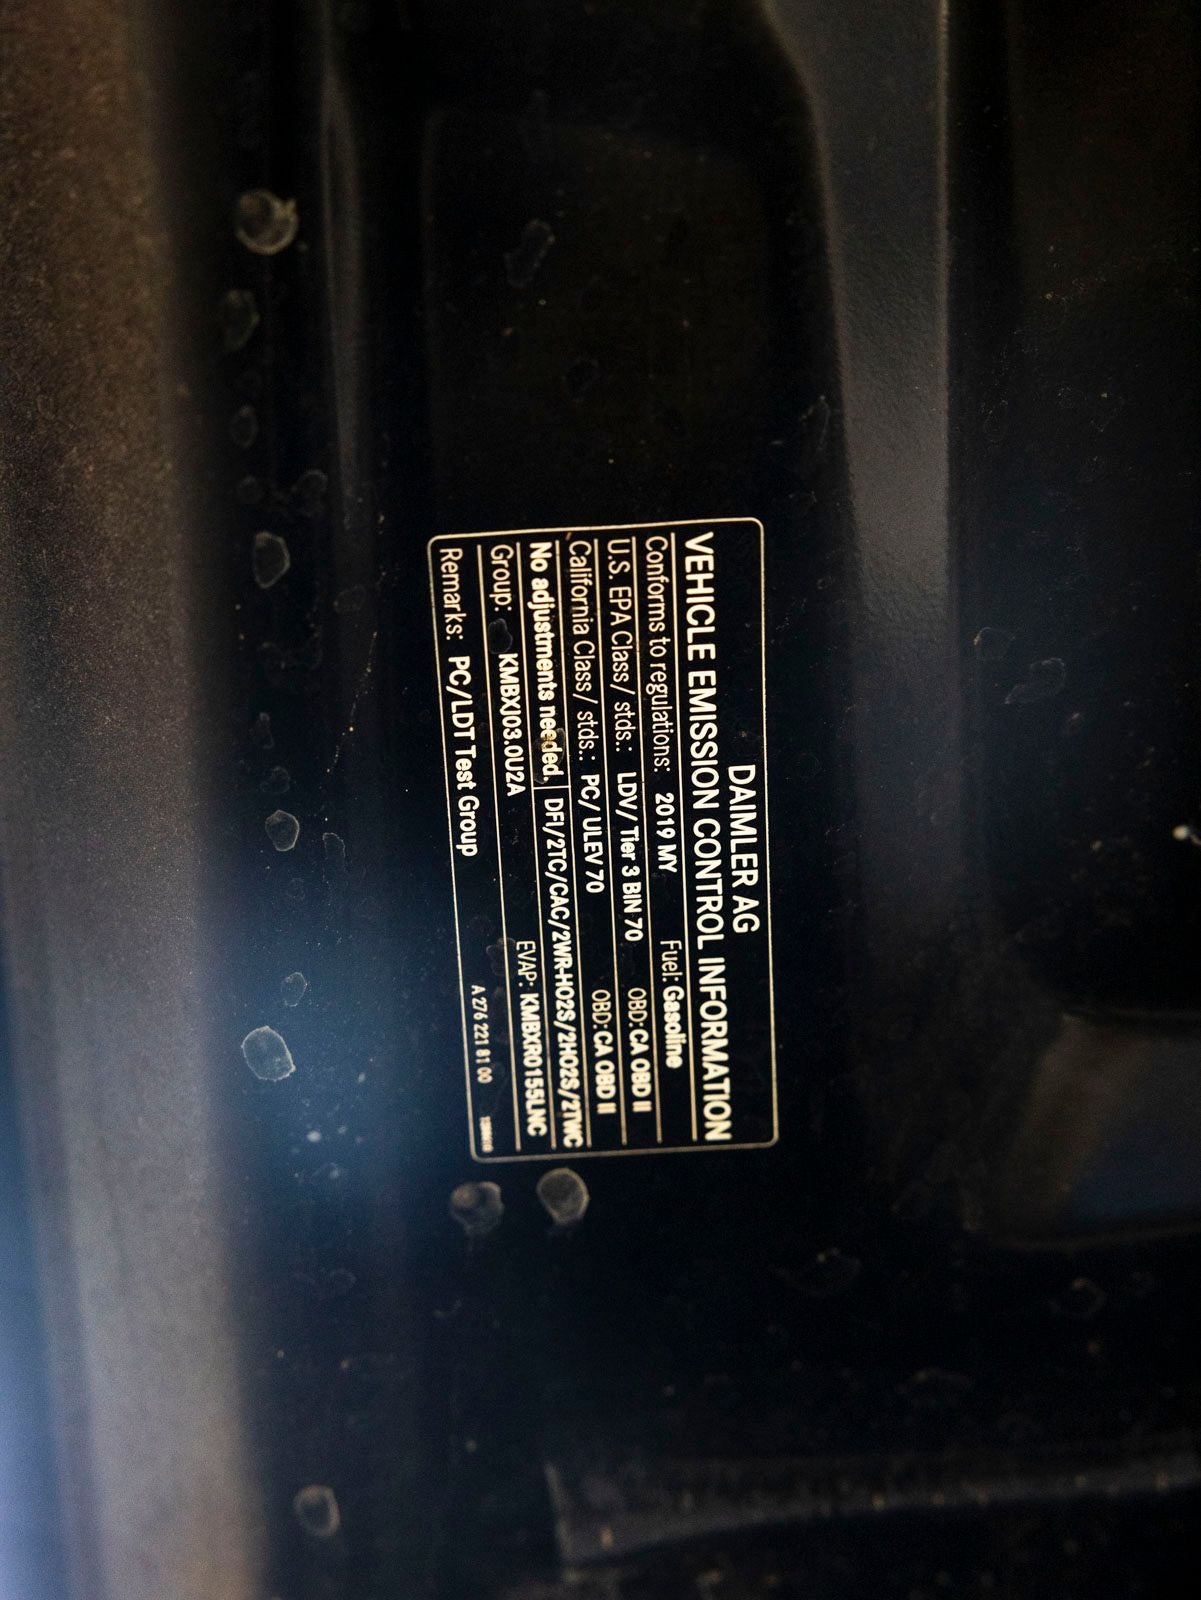 DAIMLER AG
VEHICLE EMISSION CONTROL INFORMATION
Conforms to regulations: 2019 MY Fuel: Gasoline
U.S. EPA Class/ stds.: LDV/ Tier 3 BIN 70 OBD: CA OBD II
California Class/ stds.: PC/ ULEV 70 OBD: CA OBD II
No adjustments needed. DFI/2TC/CAC/2WR-HO2S/2HO2S/2TWC
Group: KMBXJ03.0U2A EVAP: KMBXR0155LNC
Remarks: PC/LDT Test Group A 276 221 81 00